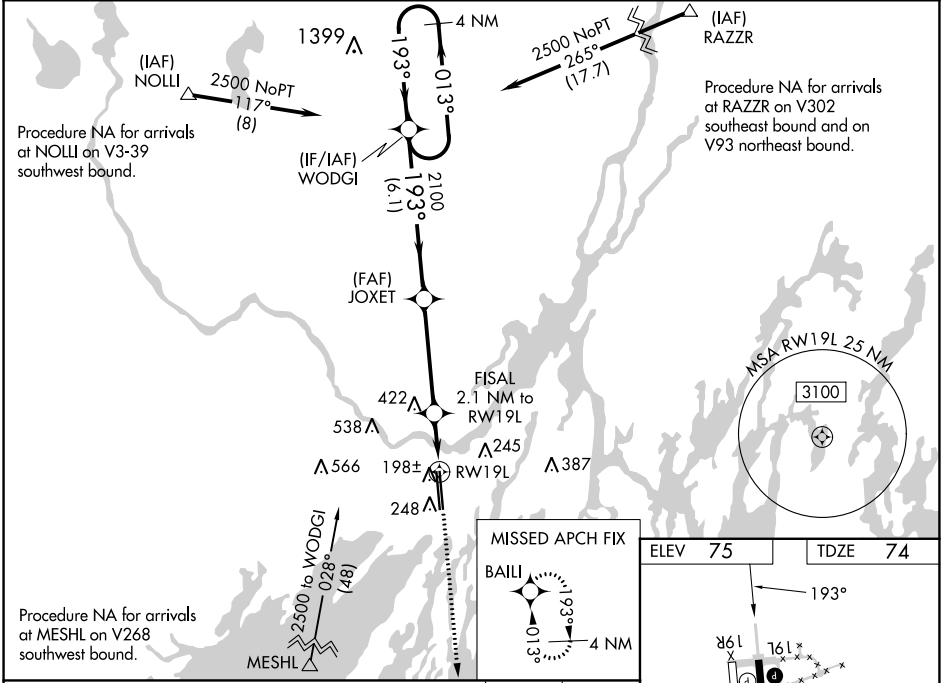 1399
4 NM
193°
013°
(IAF)
RAZZR
2500 NoPT
265°
(17.7)
(IAF)
NOLLI
2500 NoPT
117°
(8)
Procedure NA for arrivals
at RAZZR on V302
southeast bound and on
V93 northeast bound.
Procedure NA for arrivals
at NOLLI on V3-39
southwest bound.
(IF/IAF)
WODGI
2100
193°
(6.1)
(FAF)
JOXET
MSA RW19L 25 NM
3100
FISAL
2.1 NM to
RW19L
422
538
245
566
198±
RW19L
387
248
2500 to WODGI
028°
(48)
MISSED APCH FIX
BAILI
193°
013°
4 NM
ELEV 75
TDZE 74
193°
Procedure NA for arrivals
at MESHL on V268
southwest bound.
MESHL
19R
19L
P